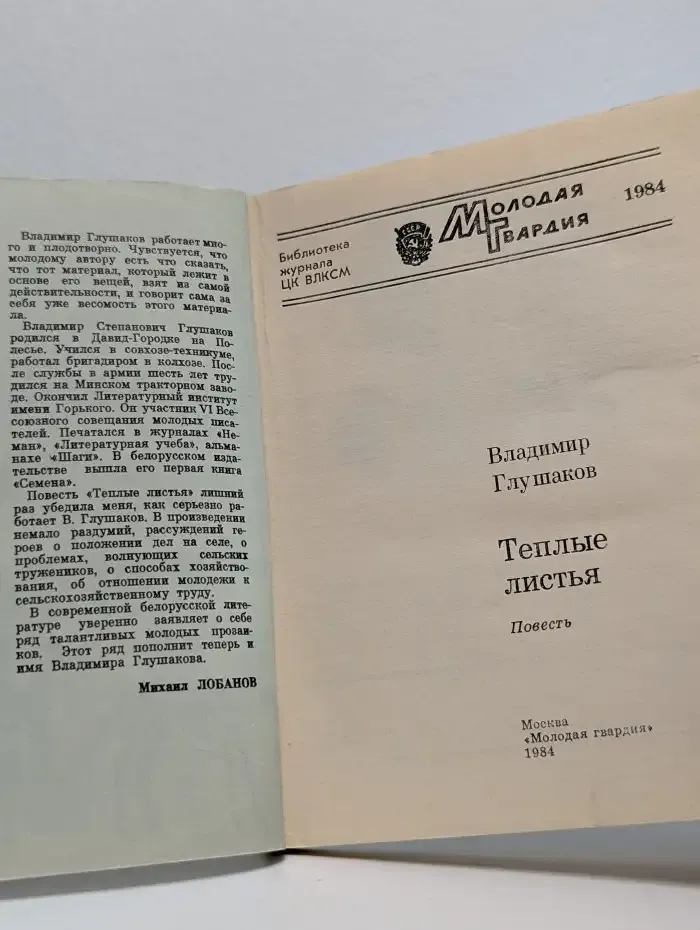 Владимир Глушаков работает мно-
го и плодотворно. Чувствуется, что
молодому автору есть что сказать,
что тот материал, который лежит в
основе его вещей, взят из самой
действительности, и говорит сама за
себя уже весомость этого материа-
ла.
Владимир Степанович Глушаков
родился в Давид-Городке на По-
лесье. Учился в совхозе-техникуме,
работал бригадиром в колхозе. Пос-
ле службы в армии шесть лет тру-
дился на Минском тракторном заво-
де. Окончил Литературный институт
имени Горького. Он участник VI Все-
союзного совещания молодых писа-
телей. Печатался в журналах «Не-
ман», «Литературная учеба», альма-
нахе «Шаги». В белорусском изда-
тельстве вышла его первая книга
«Семена».
Повесть «Теплые листья» лишний
раз убедила меня, как серьезно ра-
ботает В. Глушаков. В произведении
немало раздумий, рассуждений ге-
роев о положении дел на селе, о
проблемах, волнующих сельских
тружеников, о способах хозяйство-
вания, об отношении молодежи к
сельскохозяйственному труду.
В современной белорусской лите-
ратуре уверенно заявляет о себе
ряд талантливых молодых прозаи-
ков. Этот ряд пополнит теперь и
имя Владимира Глушакова.
Михаил ЛОБАНОВ
Библиотека
журнала
ЦК ВЛКСМ
СССР
МОЛОДАЯ
ГВАРДИЯ
1984
Владимир
Глушаков
Теплые
листья
Повесть
Москва
«Молодая гвардия»
1984